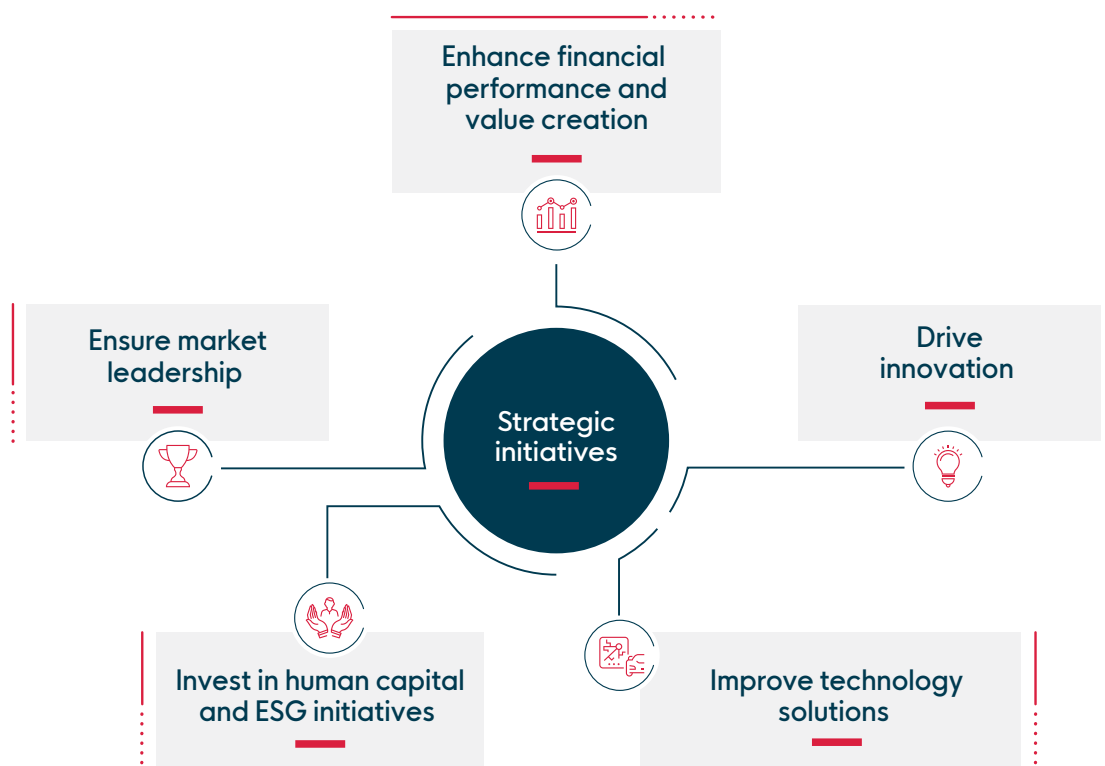 Enhance financial
performance and
value creation
Ensure market
leadership
Drive
innovation
Strategic
initiatives
Invest in human capital
and ESG initiatives
Improve technology
solutions